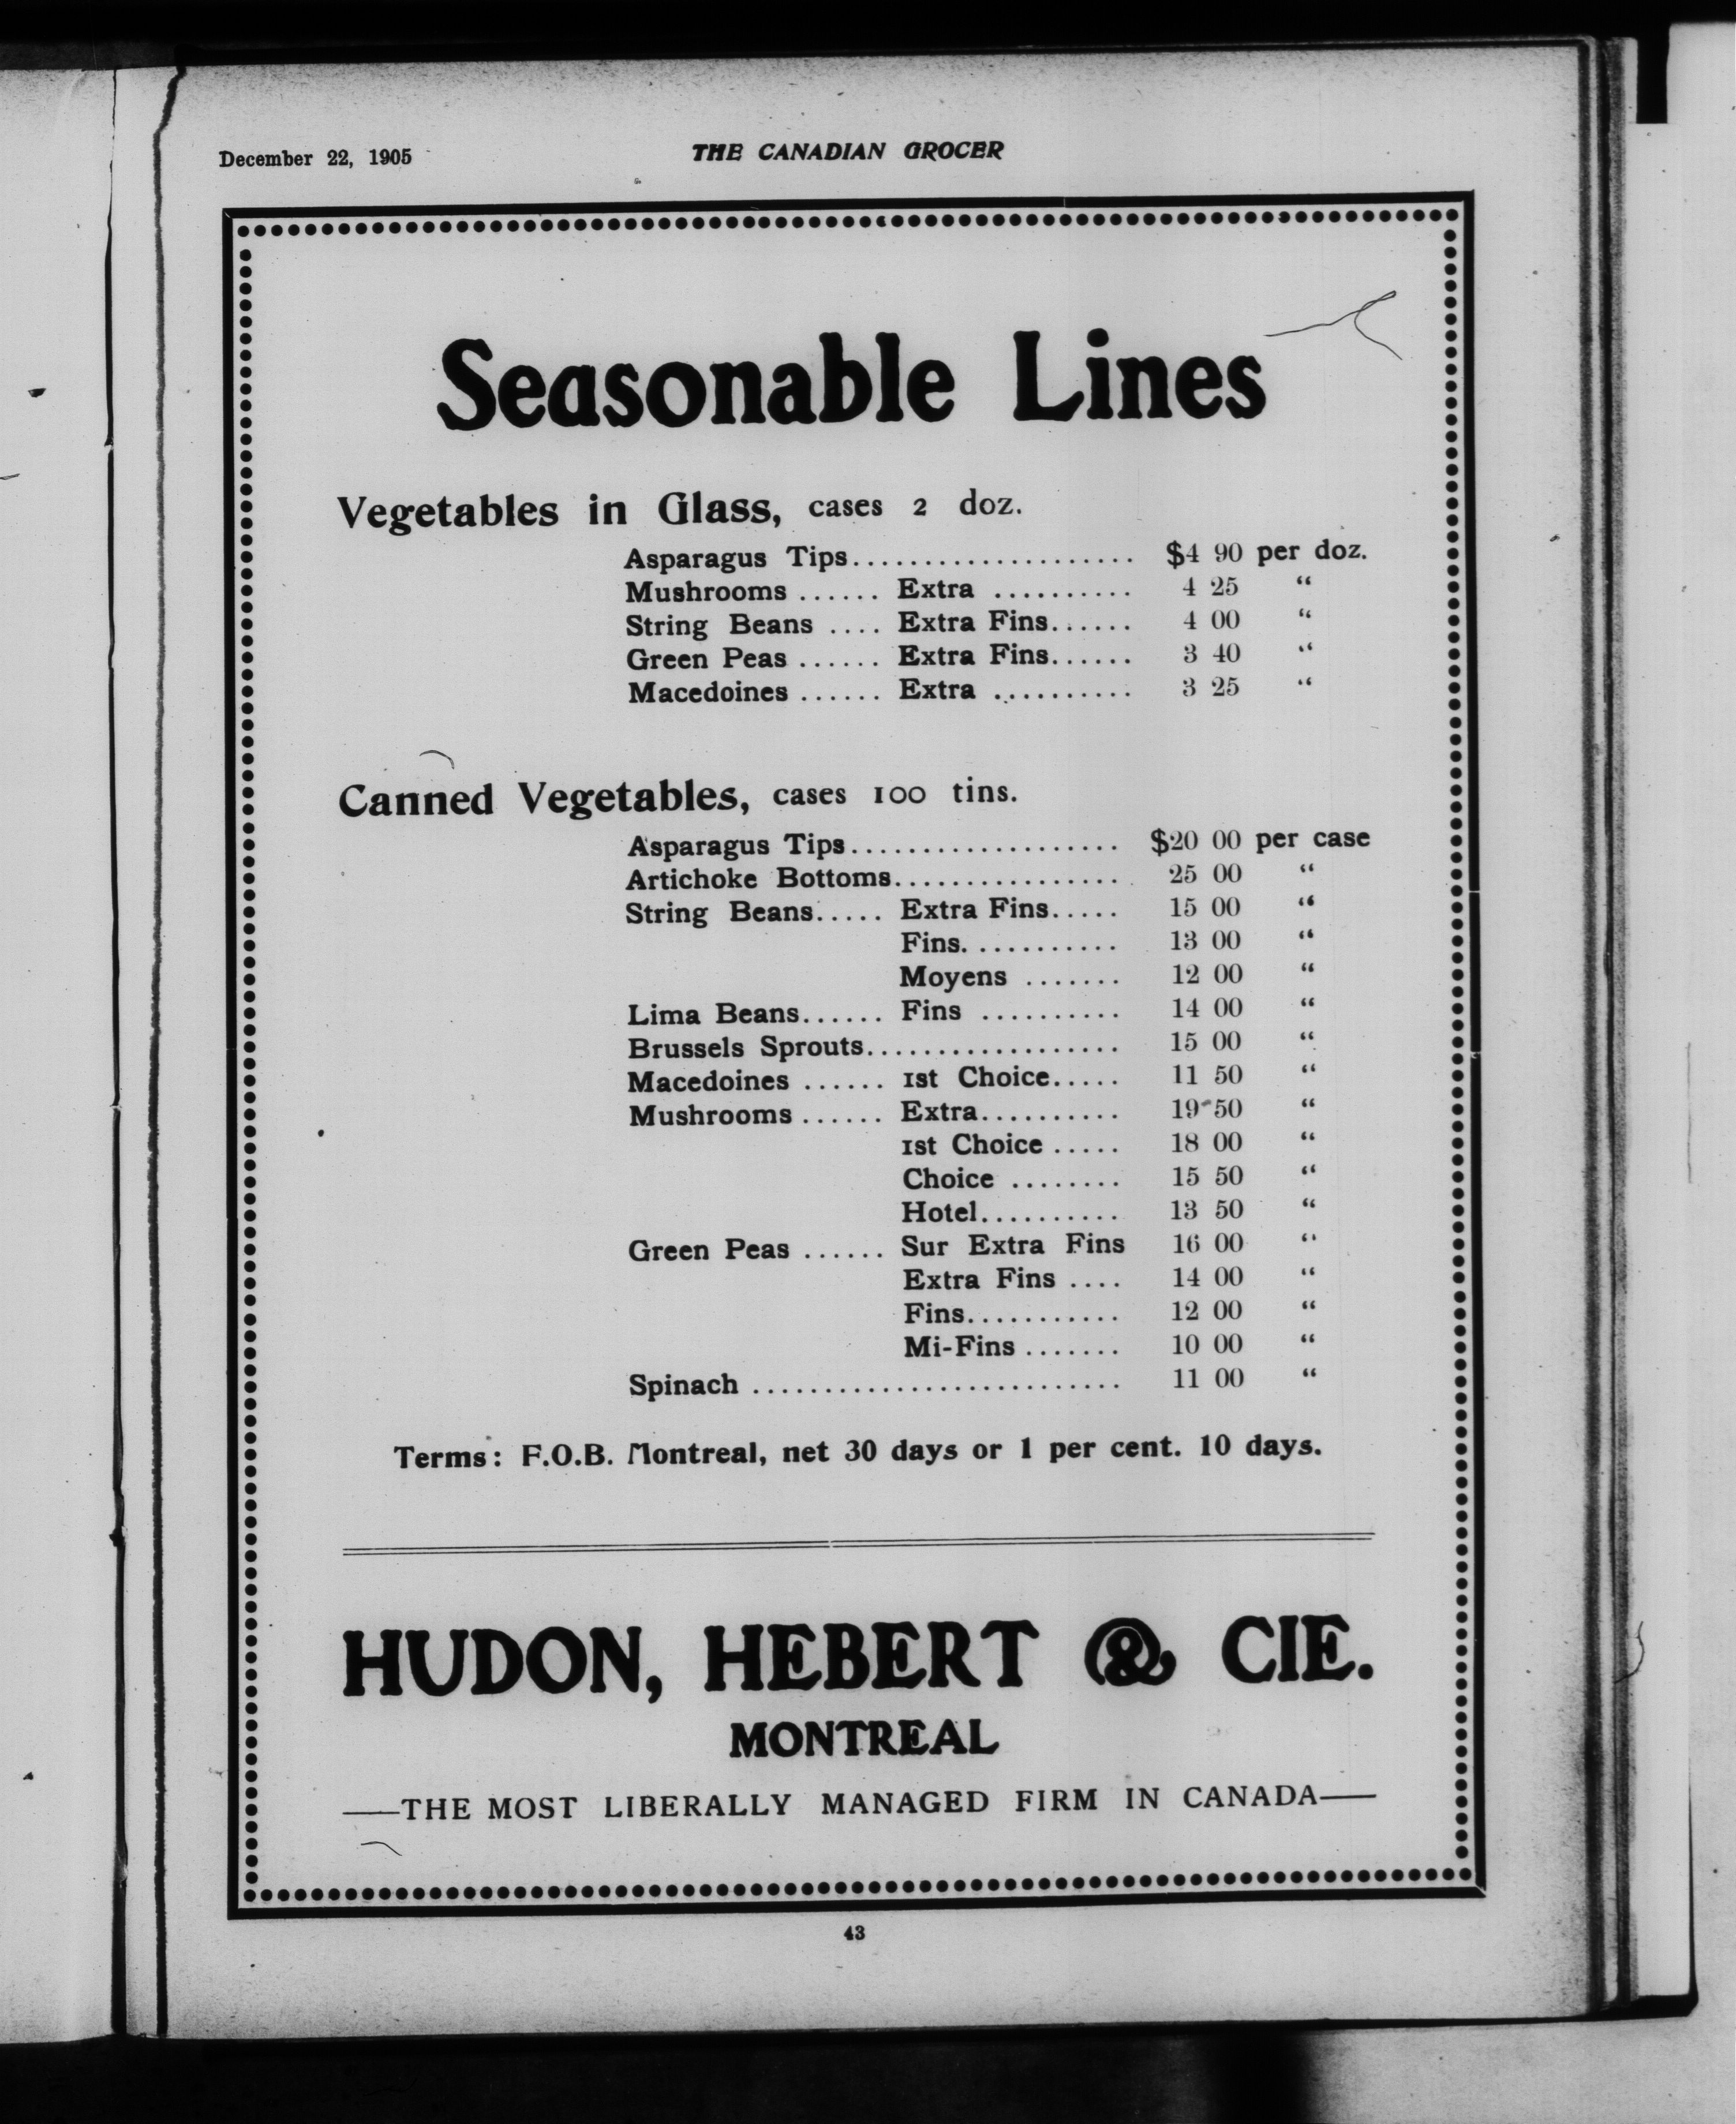 December 22, 1905 THE CANADIAN GROCER
Seasonable Lines
Vegetables in Glass, cases 2 doz.
Asparagus Tips.................... $4 90 per doz.
Mushrooms ...... Extra .......... 4 25 “
String Beans .... Extra Fins...... 4 00 “
Green Peas ...... Extra Fins...... 3 40 “
Macedoines ...... Extra .......... 3 25 “
Canned Vegetables, cases 100 tins.
Asparagus Tips................... $20 00 per case
Artichoke Bottoms................ 25 00 “
String Beans..... Extra Fins..... 15 00 “
Fins. .......... 13 00 “
Moyens ....... 12 00 “
Lima Beans...... Fins .......... 14 00 “
Brussels Sprouts.................. 15 00 “
Macedoines ...... 1st Choice..... 11 50 “
Mushrooms ...... Extra.......... 19 50 “
1st Choice ..... 18 00 “
Choice ........ 15 50 “
Hotel.......... 13 50 “
Green Peas ...... Sur Extra Fins 16 00 “
Extra Fins .... 14 00 “
Fins........... 12 00 “
Mi-Fins ....... 10 00 “
Spinach .......................... 11 00 “
Terms: F.O.B. Montreal, net 30 days or 1 per cent. 10 days.
HUDON, HEBERT & CIE.
MONTREAL
—THE MOST LIBERALLY MANAGED FIRM IN CANADA—
43